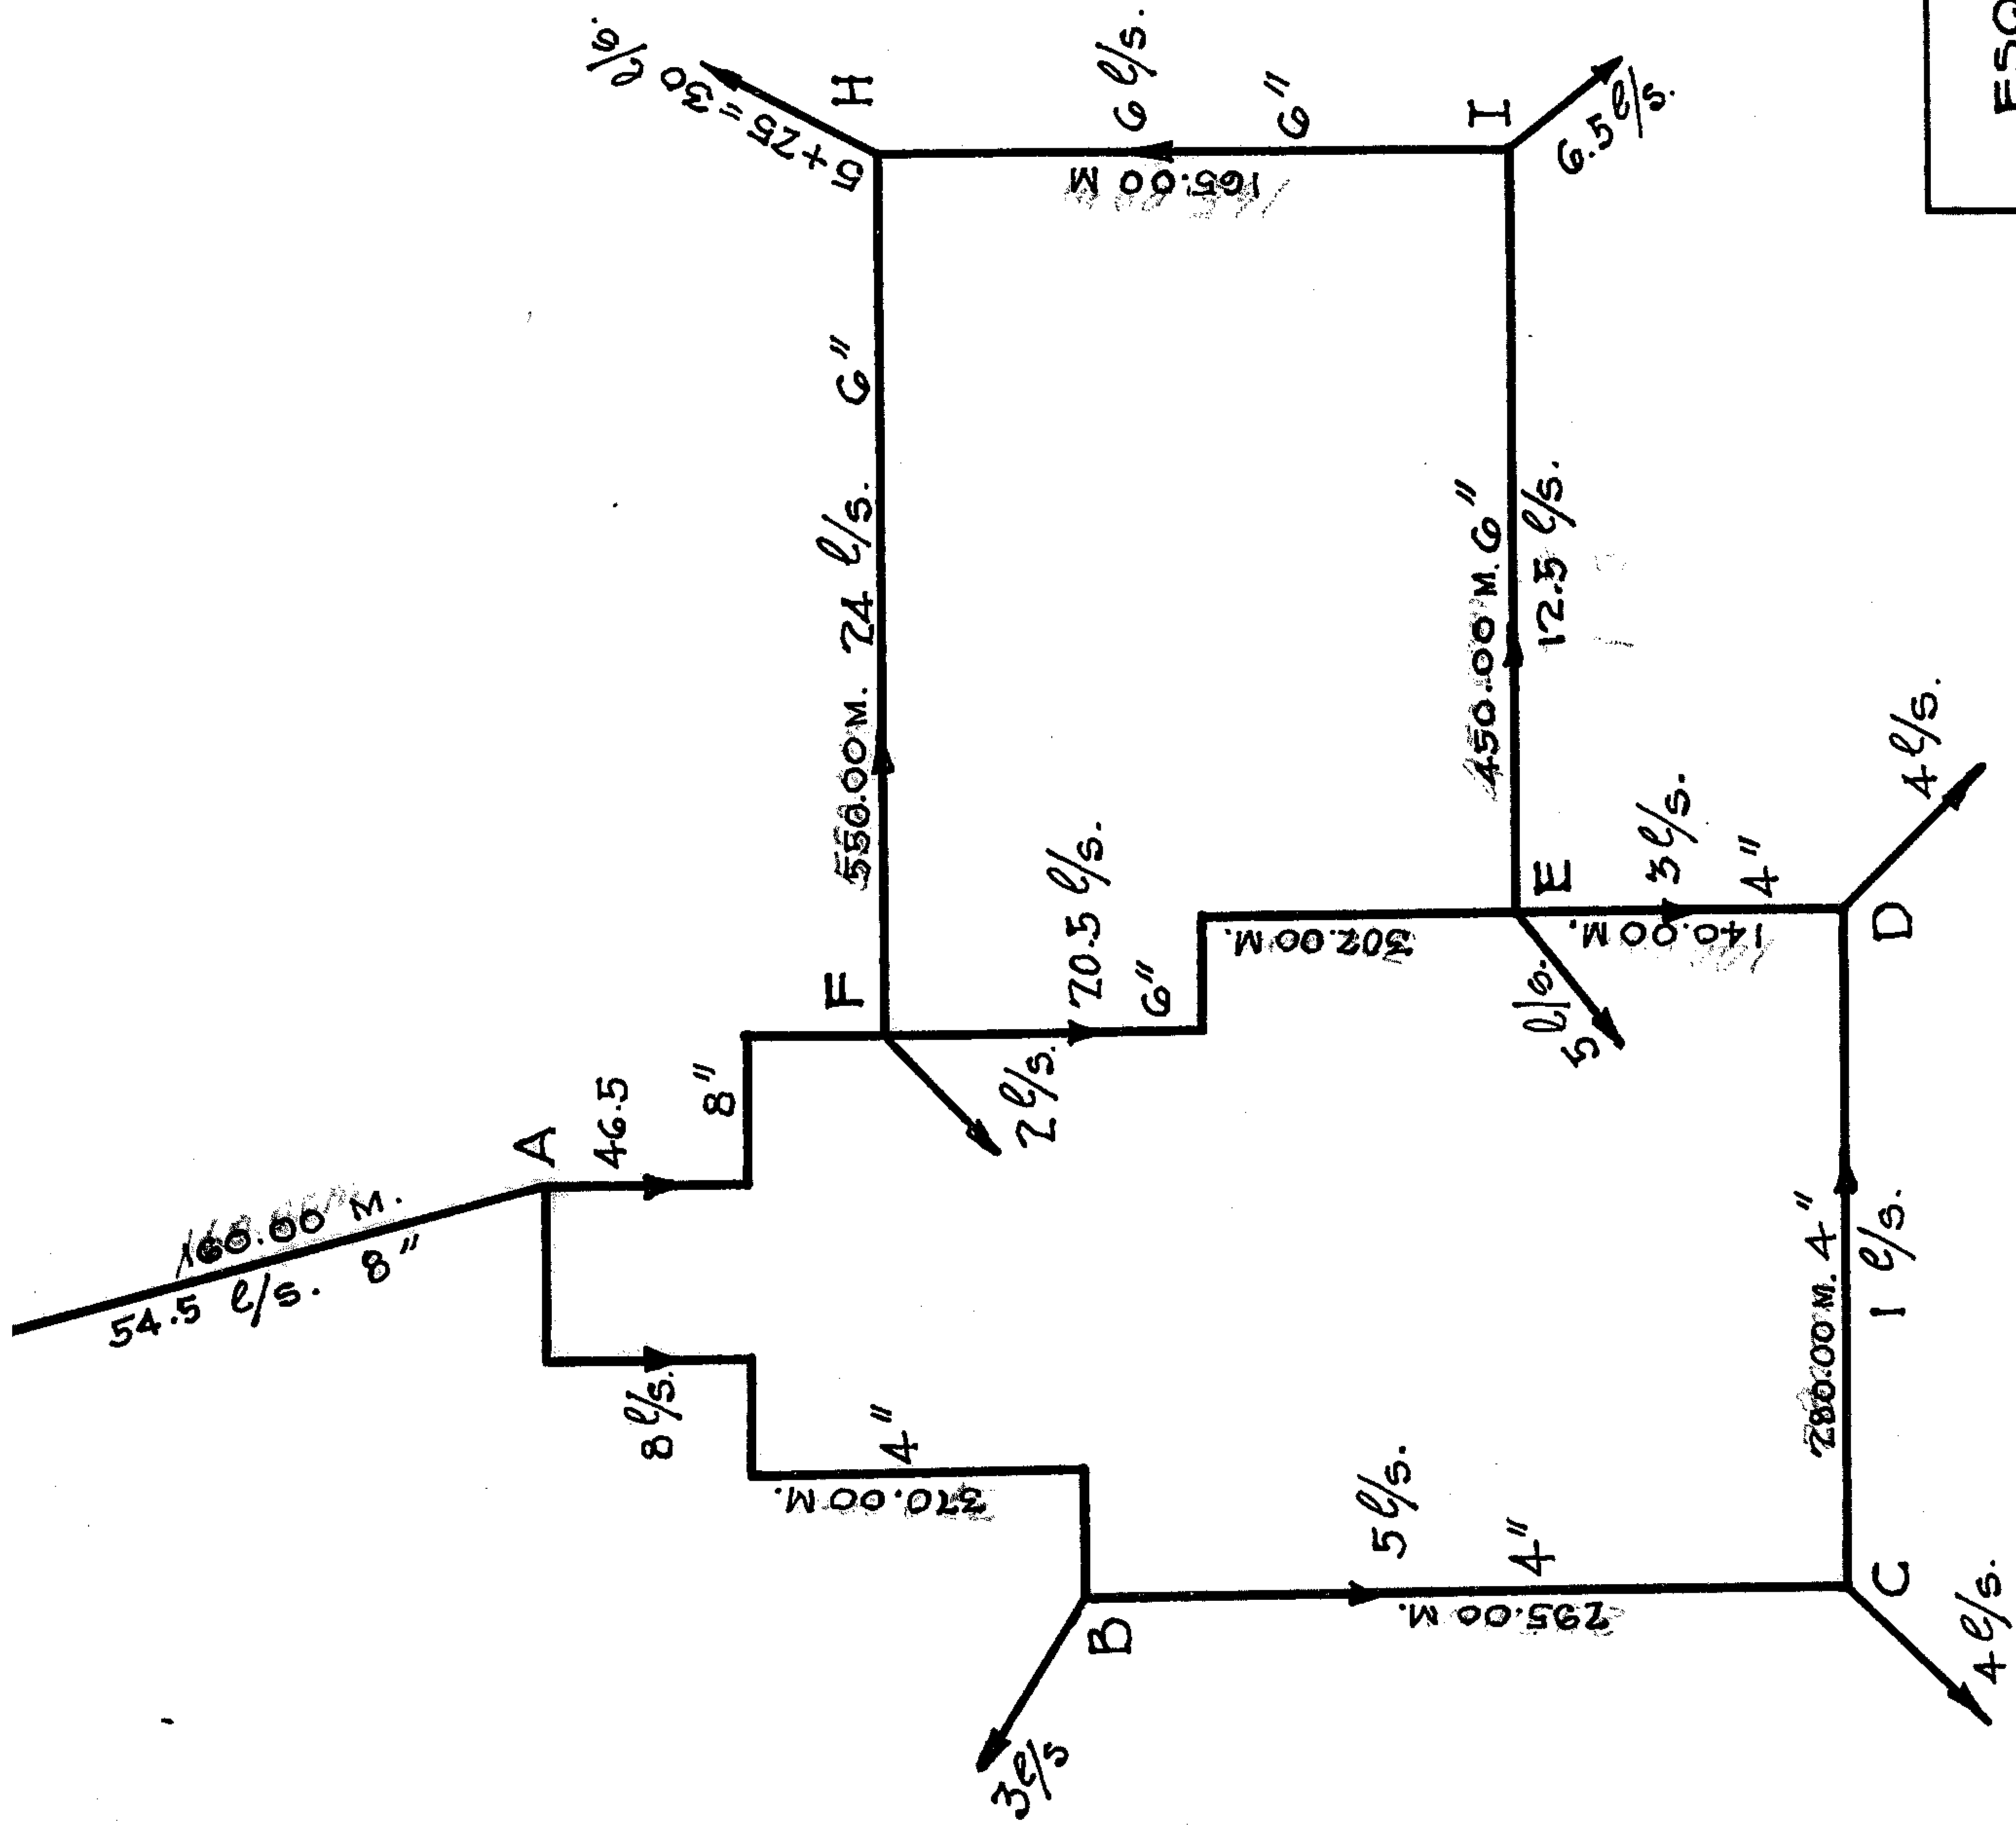 160.00 M.
54.5 l/s. 8"
A
46.5
8"
8 l/s.
4"
370.00 M.
B
3 l/s
5 l/s.
4"
295.00 M.
C
4 l/s.
280.00 M. 4"
1 l/s.
D
4 l/s.
F
2 l/s.
20.5 l/s.
6"
302.00 M.
E
5 l/s.
3 l/s.
4"
140.00 M.
550.00 M. 24 l/s. 6"
H
5+25=30 l/s.
6 l/s.
6"
165.00 M
I
6.5 l/s.
450.00 M. 6"
12.5 l/s.